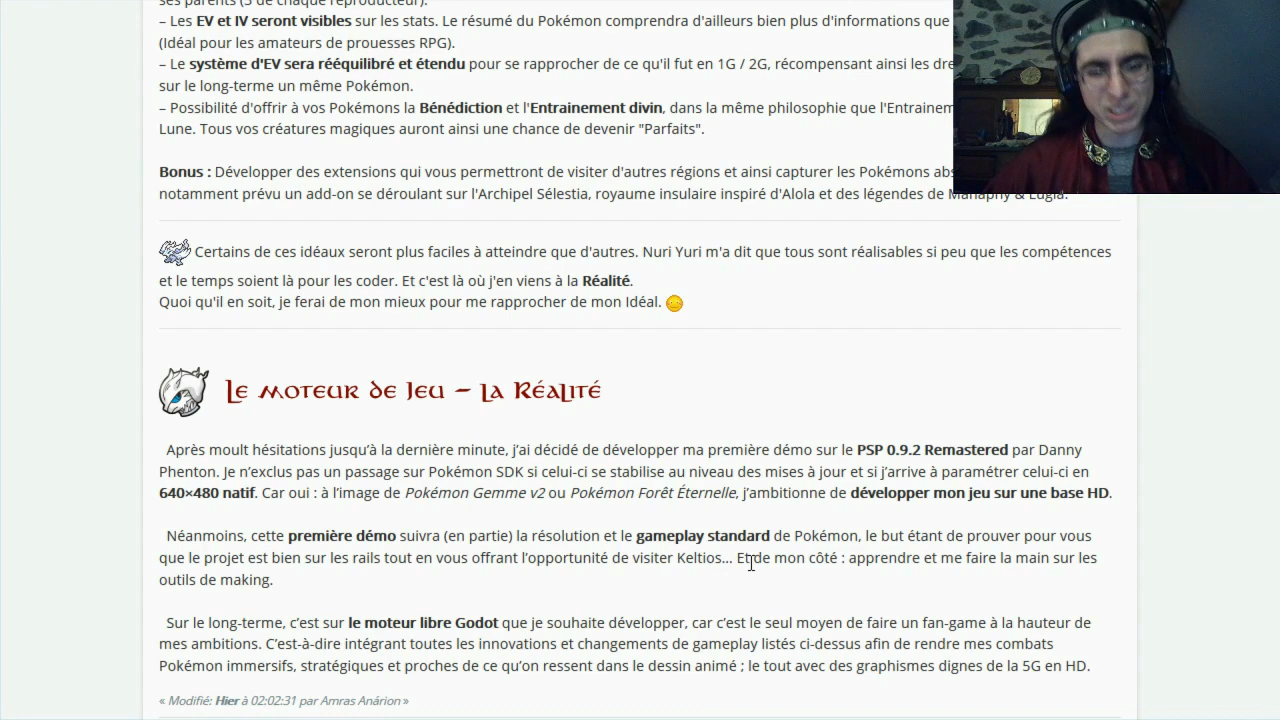 ses parents (3 de chaque reproducteur).
– Les EV et IV seront visibles sur les stats. Le résumé du Pokémon comprendra d'ailleurs bien plus d'informations que
(Idéal pour les amateurs de prouesses RPG).
– Le système d'EV sera rééquilibré et étendu pour se rapprocher de ce qu'il fut en 1G / 2G, récompensant ainsi les
sur le long-terme un même Pokémon.
– Possibilité d'offrir à vos Pokémons la Bénédiction et l'Entrainement divin, dans la même philosophie que
Lune. Tous vos créatures magiques auront ainsi une chance de devenir "Parfaits".
Bonus : Développer des extensions qui vous permettront de visiter d'autres régions et ainsi capturer les Pokémons
notamment prévu un add-on se déroulant sur l'Archipel Sélestia, royaume insulaire inspiré d'Alola et des légendes de Manaphy & Lugia.
Certains de ces idéaux seront plus faciles à atteindre que d'autres. Nuri Yuri m'a dit que tous sont réalisables si peu que les compétences
et le temps soient là pour les coder. Et c'est là où j'en viens à la Réalité.
Quoi qu'il en soit, je ferai de mon mieux pour me rapprocher de mon Idéal.
Le moteur de jeu – La Réalité
Après moult hésitations jusqu’à la dernière minute, j’ai décidé de développer ma première démo sur le PSP 0.9.2 Remastered par Danny
Phenton. Je n’exclus pas un passage sur Pokémon SDK si celui-ci se stabilise au niveau des mises à jour et si j’arrive à paramétrer celui-ci en
640×480 natif. Car oui : à l’image de Pokémon Gemme v2 ou Pokémon Forêt Éternelle, j’ambitionne de développer mon jeu sur une base HD.
Néanmoins, cette première démo suivra (en partie) la résolution et le gameplay standard de Pokémon, le but étant de prouver pour vous
que le projet est bien sur les rails tout en vous offrant l’opportunité de visiter Keltios… Et de mon côté : apprendre et me faire la main sur les
outils de making.
Sur le long-terme, c’est sur le moteur libre Godot que je souhaite développer, car c’est le seul moyen de faire un fan-game à la hauteur de
mes ambitions. C’est-à-dire intégrant toutes les innovations et changements de gameplay listés ci-dessus afin de rendre mes combats
Pokémon immersifs, stratégiques et proches de ce qu’on ressent dans le dessin animé ; le tout avec des graphismes dignes de la 5G en HD.
« Modifié: Hier à 02:02:31 par Amras Anárion »